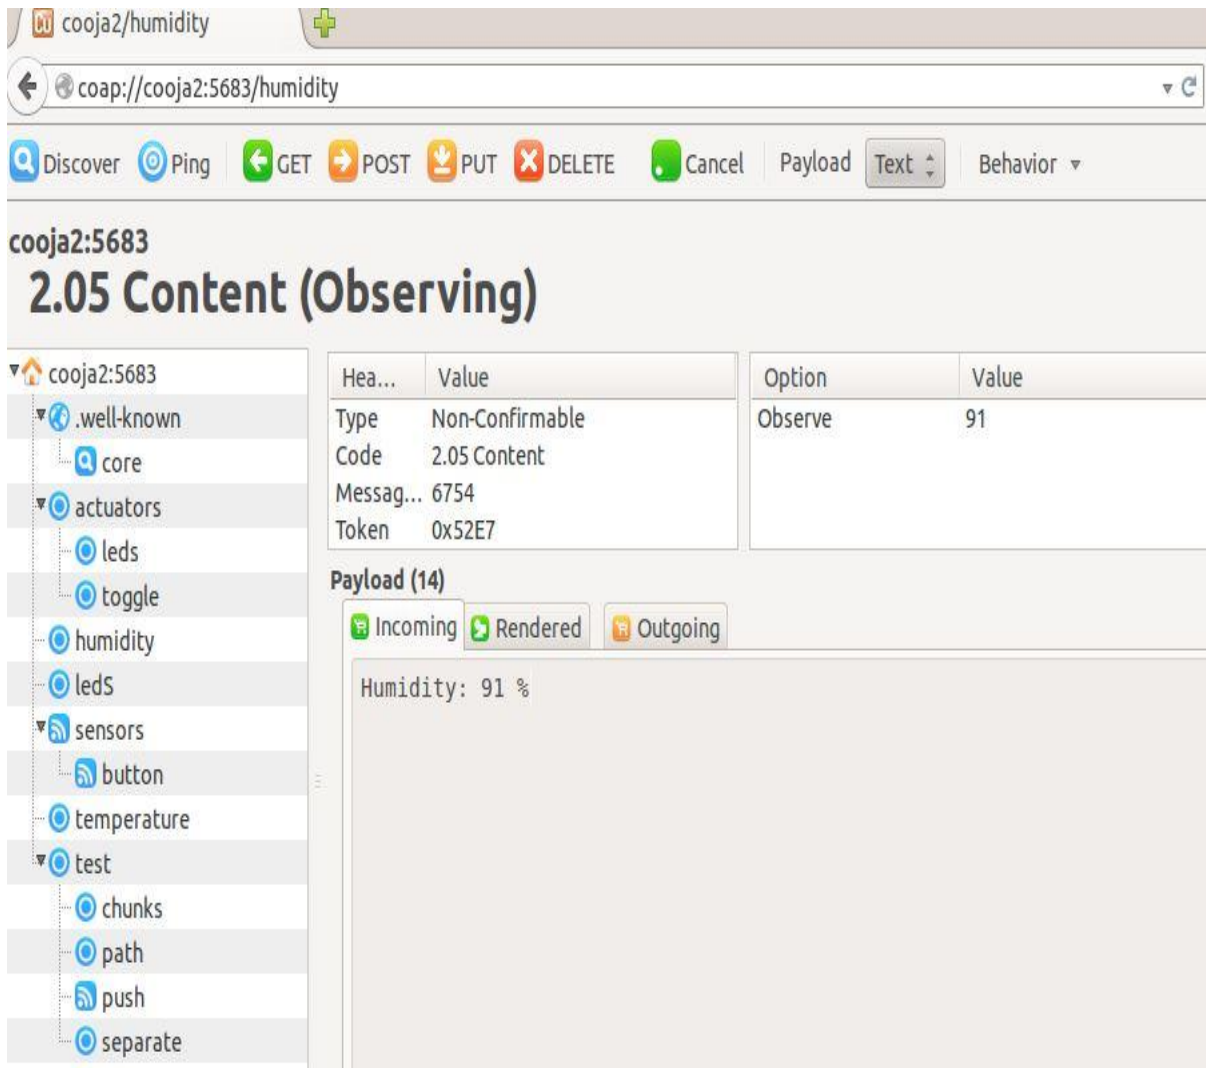 cooja2/humidity
coap://cooja2:5683/humidity
Discover Ping GET POST PUT DELETE Cancel Payload Text Behavior
cooja2:5683
2.05 Content (Observing)
cooja2:5683
.well-known
core
actuators
leds
toggle
humidity
ledS
sensors
button
temperature
test
chunks
path
push
separate
Hea... Value
Type Non-Confirmable
Code 2.05 Content
Messag... 6754
Token 0x52E7
Option Value
Observe 91
Payload (14)
Incoming Rendered Outgoing
Humidity: 91 %